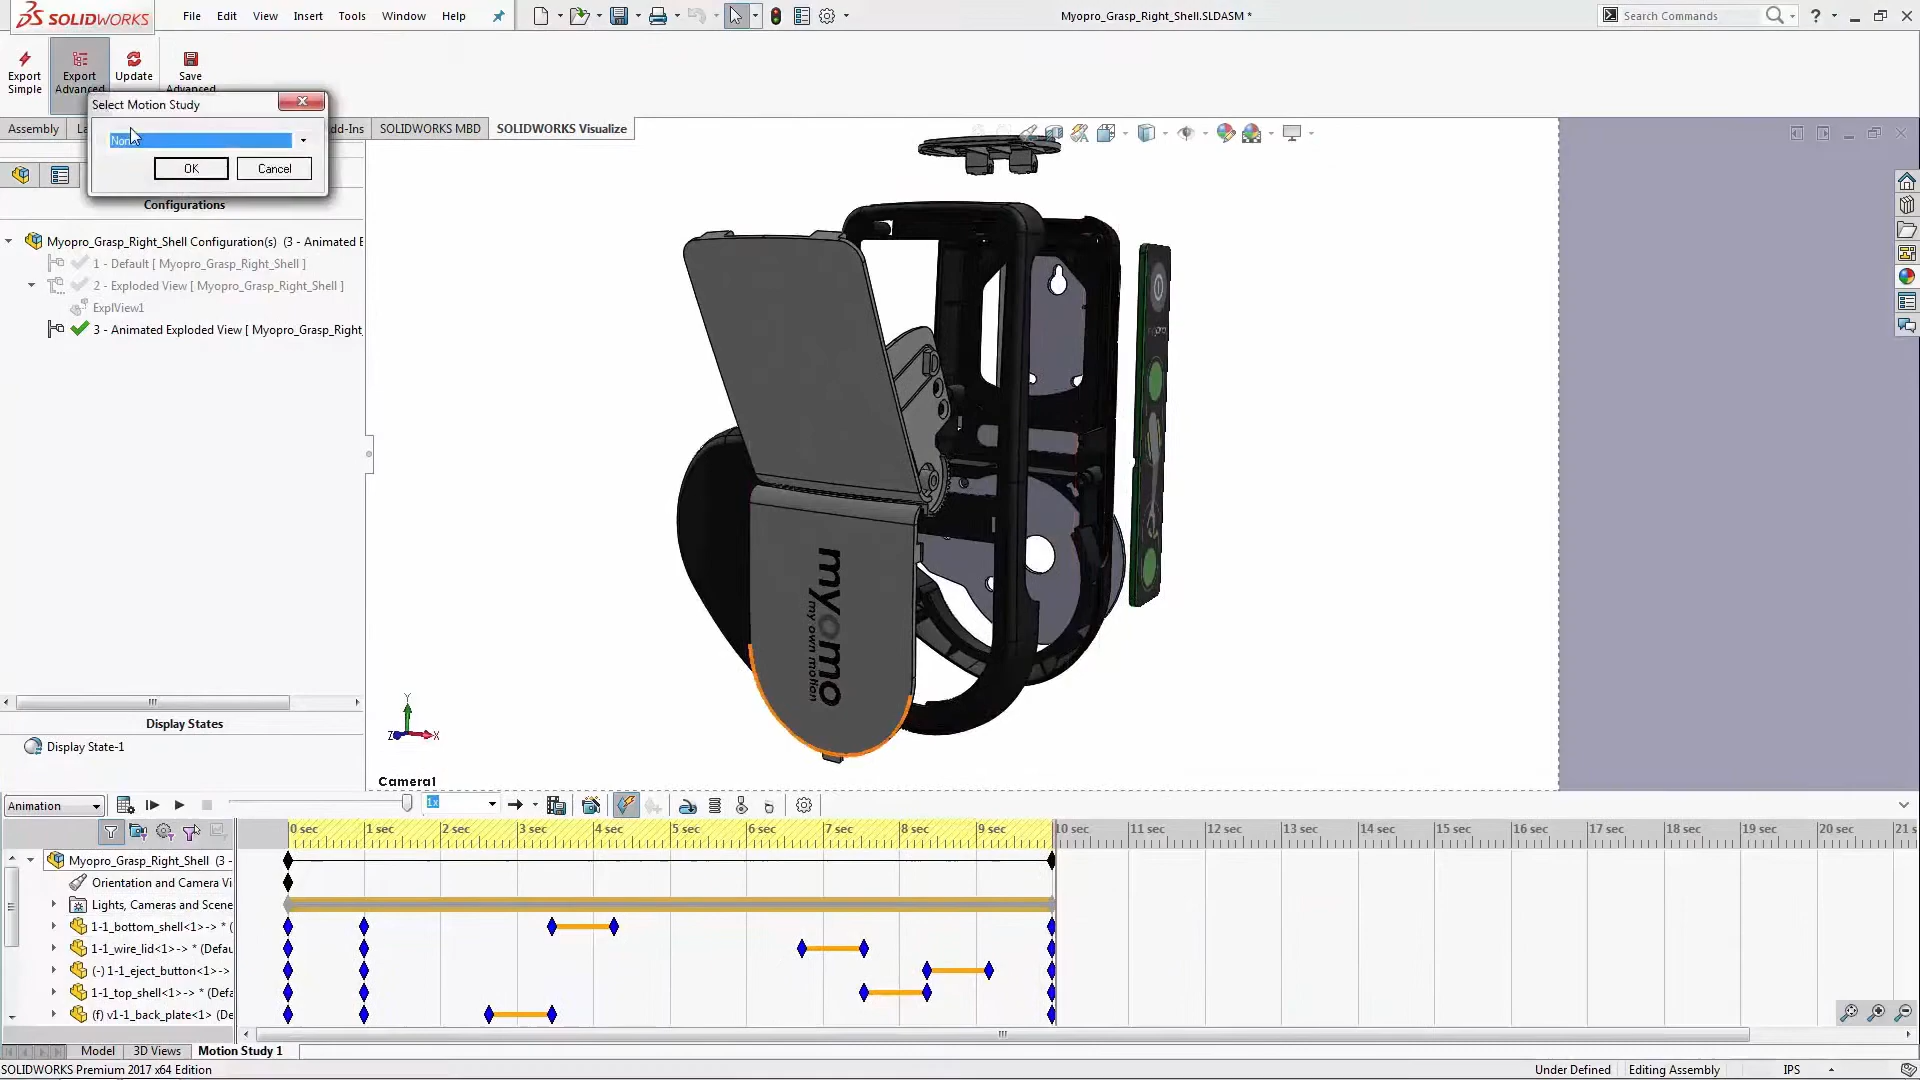 SOLIDWORKS
File Edit View Insert Tools Window Help
Myopro_Grasp_Right_Shell.SLDASM *
Search Commands
Export Simple
Export Advanced
Update
Save Advanced
Select Motion Study
OK
Cancel
Assembly
dd-Ins
SOLIDWORKS MBD
SOLIDWORKS Visualize
Configurations
Myopro_Grasp_Right_Shell Configuration(s) (3 - Animated E
1 - Default [ Myopro_Grasp_Right_Shell ]
2 - Exploded View [ Myopro_Grasp_Right_Shell ]
ExplView1
3 - Animated Exploded View [ Myopro_Grasp_Right_
myomo
my own motion
Display States
Display State-1
Y
Z X
Camera1
Animation
1x
0 sec 1 sec 2 sec 3 sec 4 sec 5 sec 6 sec 7 sec 8 sec 9 sec 10 sec 11 sec 12 sec 13 sec 14 sec 15 sec 16 sec 17 sec 18 sec 19 sec 20 sec 21 s
Myopro_Grasp_Right_Shell (3 -
Orientation and Camera Vi
Lights, Cameras and Scene
1-1_bottom_shell<1>-> * (
1-1_wire_lid<1>-> * (Defau
(-) 1-1_eject_button<1>->
1-1_top_shell<1>-> * (Defa
(f) v1-1_back_plate<1> (De
Model
3D Views
Motion Study 1
SOLIDWORKS Premium 2017 x64 Edition
Under Defined
Editing Assembly
IPS